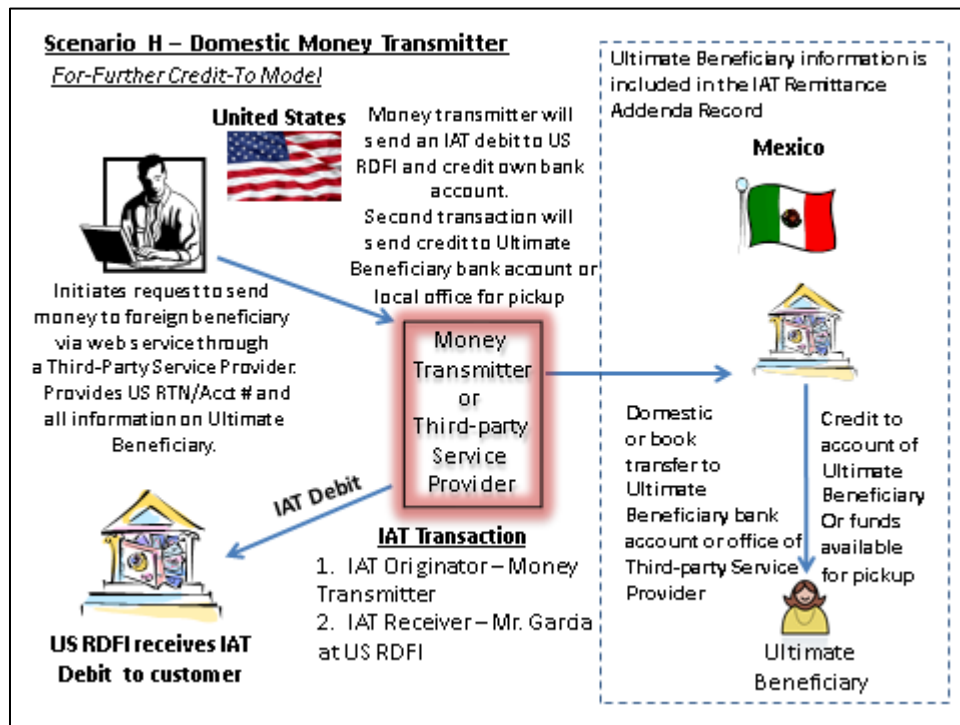 Scenario H – Domestic Money Transmitter
For-Further Credit-To Model
United States
Money transmitter will
send an IAT debit to US
RDFI and credit own bank
account.
Second transaction will
send credit to Ultimate
Beneficiary bank account or
local office for pickup
Initiates request to send
money to foreign beneficiary
via web service through
a Third-Party Service Provider.
Provides US RTN/Acct # and
all information on Ultimate
Beneficiary.
Money
Transmitter
or
Third-party
Service
Provider
IAT Debit
US RDFI receives IAT
Debit to customer
IAT Transaction
1. IAT Originator – Money
Transmitter
2. IAT Receiver – Mr. Garcia
at US RDFI
Ultimate Beneficiary information is
included in the IAT Remittance
Addenda Record
Mexico
Domestic
or book
transfer to
Ultimate
Beneficiary bank
account or office of
Third-party Service
Provider
Credit to
account of
Ultimate
Beneficiary
Or funds
available
for pickup
Ultimate
Beneficiary